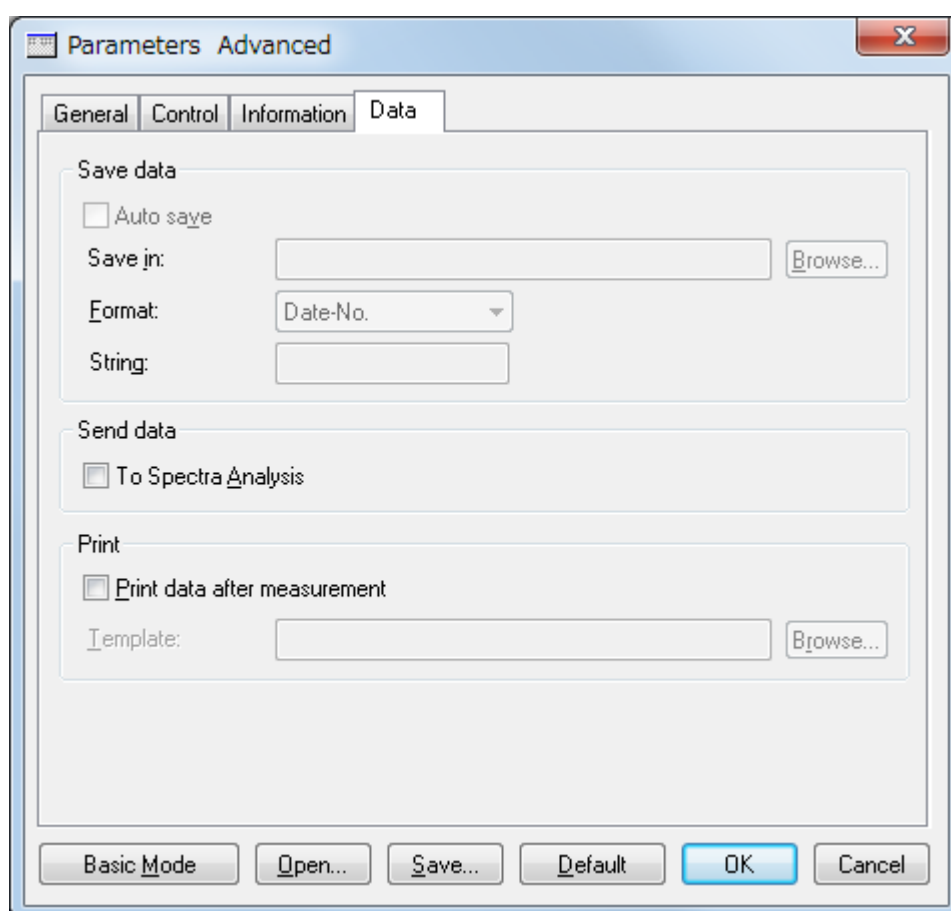 Parameters Advanced
General Control Information Data
Save data
Auto save
Save in: Browse...
Format: Date-No.
String:
Send data
To Spectra Analysis
Print
Print data after measurement
Template: Browse...
Basic Mode Open... Save... Default OK Cancel